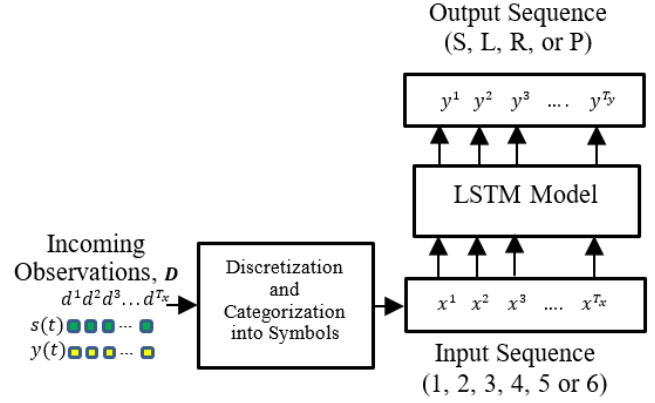 Output Sequence
(S, L, R, or P)
y¹ y² y³ .... y^{T_y}
LSTM Model
Incoming
Observations, D
d¹d²d³...d^{T_x}
s(t) ...
y(t) ...
Discretization
and
Categorization
into Symbols
x¹ x² x³ .... x^{T_x}
Input Sequence
(1, 2, 3, 4, 5 or 6)